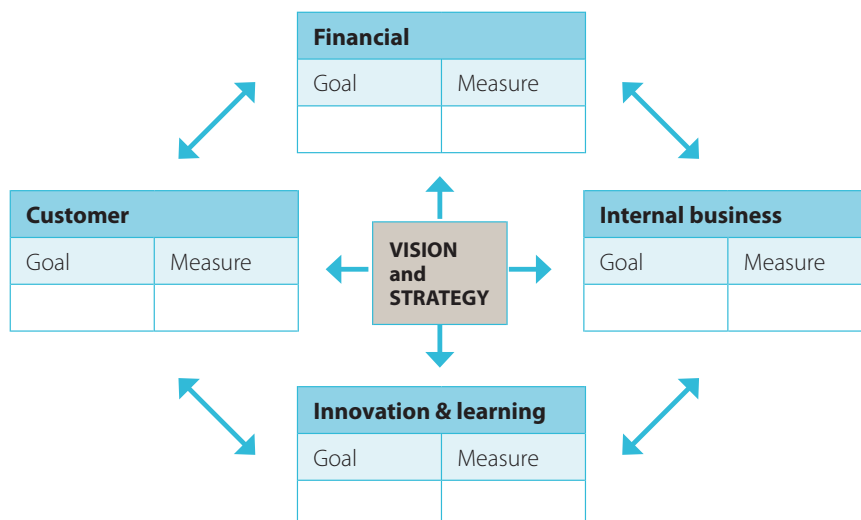 Financial
Goal Measure
Customer
Goal Measure
VISION
and
STRATEGY
Internal business
Goal Measure
Innovation & learning
Goal Measure